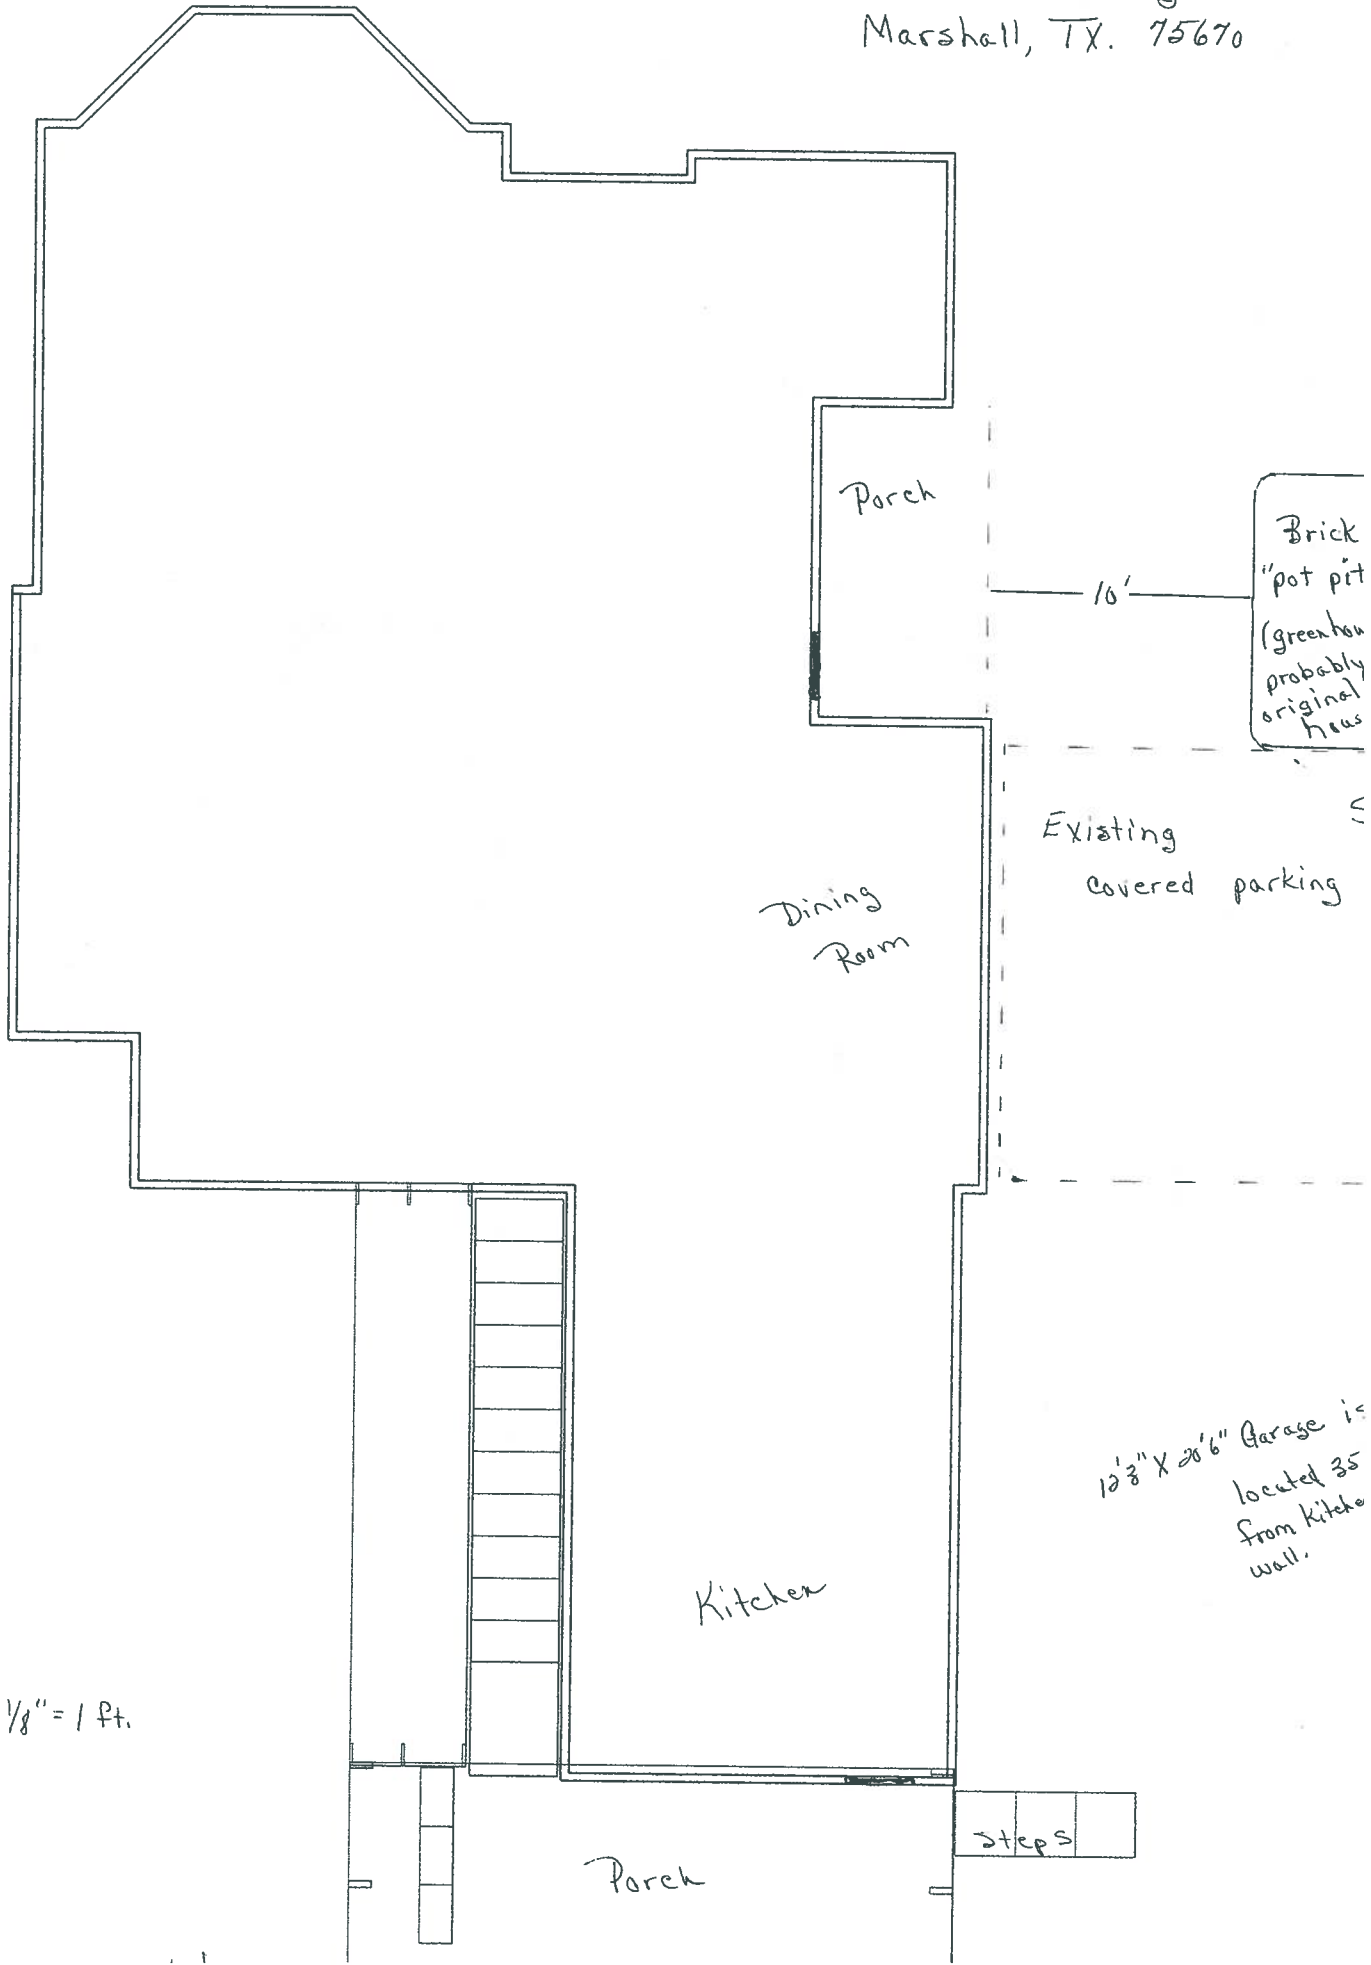 Marshall, TX. 75670
Porch
10'
Brick
"pot pit
(greenhou
probably
original
hous
Existing
covered parking
Dining
Room
12'3" X 20'6" Garage is
located 35
from Kitche
wall.
Kitchen
1/8" = 1 ft.
Steps
Porch